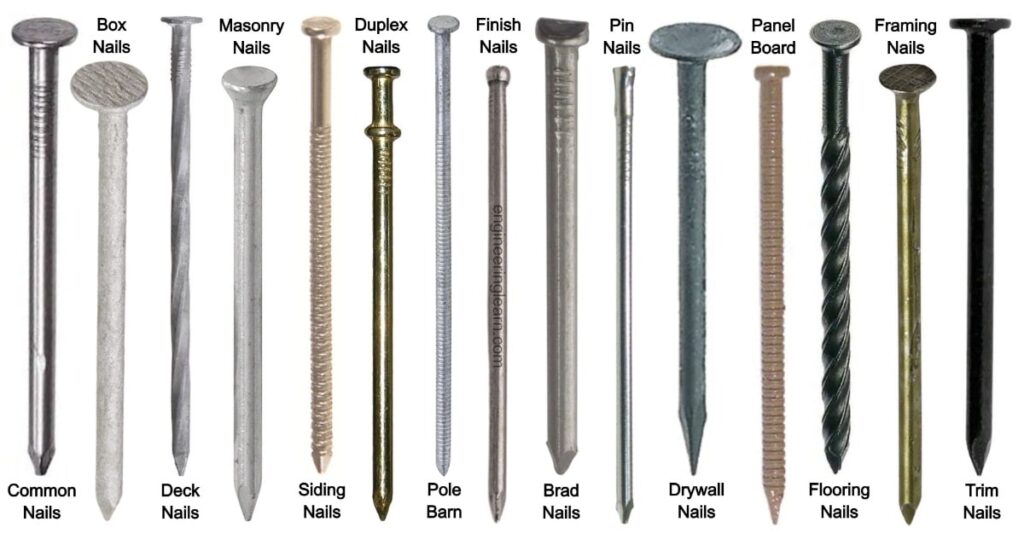 Box
Nails
Masonry
Nails
Duplex
Nails
Finish
Nails
Pin
Nails
Panel
Board
Framing
Nails
engineeringlearn.com
Common
Nails
Deck
Nails
Siding
Nails
Pole
Barn
Brad
Nails
Drywall
Nails
Flooring
Nails
Trim
Nails